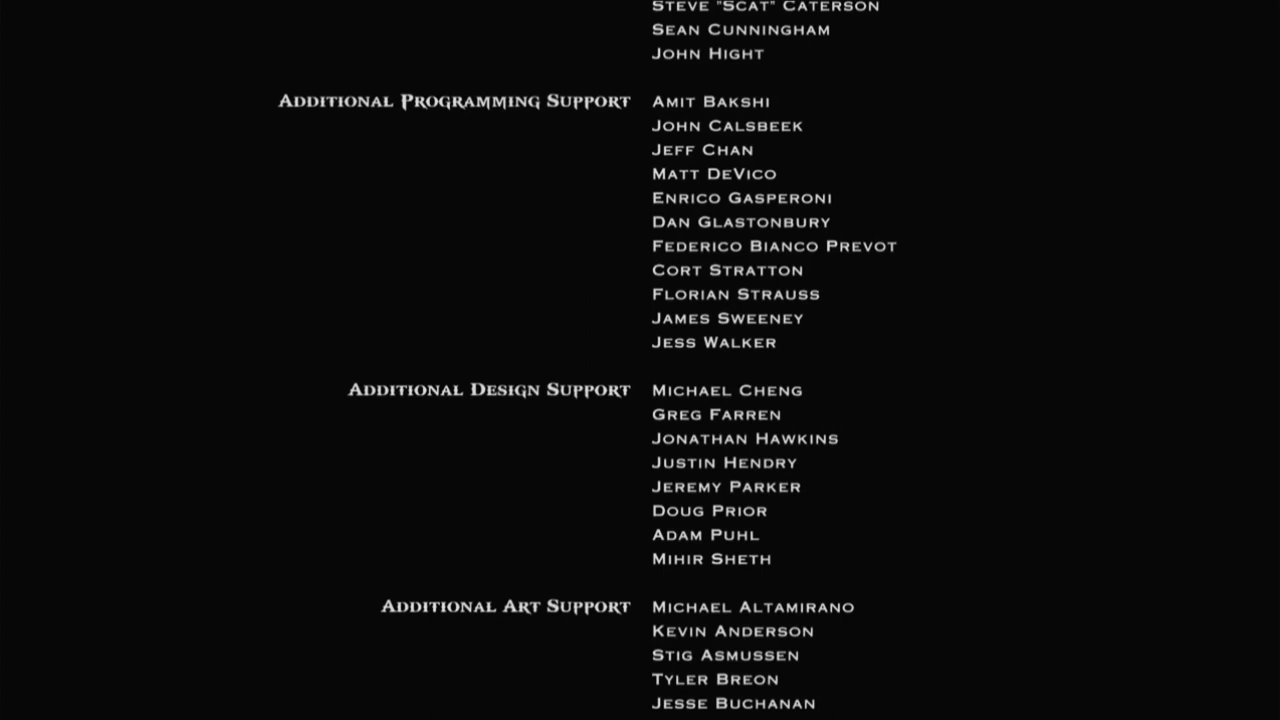 Steve "Scat" Caterson
Sean Cunningham
John Hight
Additional Programming Support Amit Bakshi
John Calsbeek
Jeff Chan
Matt DeVico
Enrico Gasperoni
Dan Glastonbury
Federico Bianco Prevot
Cort Stratton
Florian Strauss
James Sweeney
Jess Walker
Additional Design Support Michael Cheng
Greg Farren
Jonathan Hawkins
Justin Hendry
Jeremy Parker
Doug Prior
Adam Puhl
Mihir Sheth
Additional Art Support Michael Altamirano
Kevin Anderson
Stig Asmussen
Tyler Breon
Jesse Buchanan